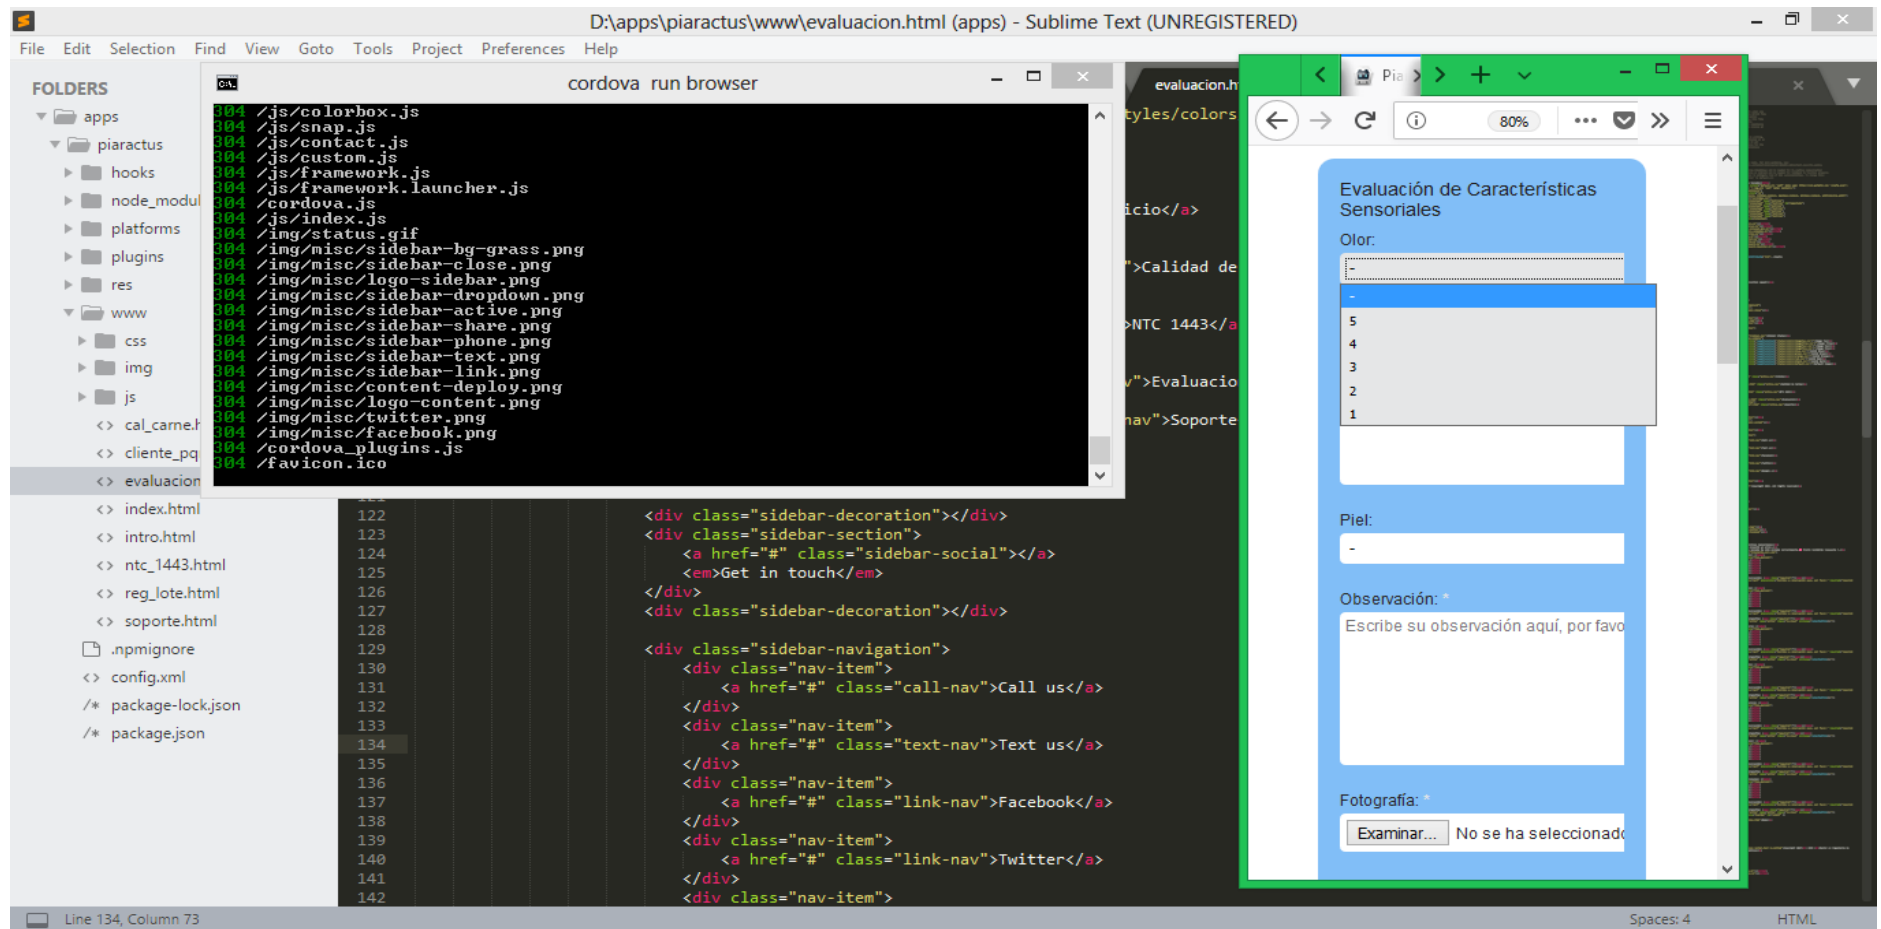 D:\apps\piaractus\www\evaluacion.html (apps) - Sublime Text (UNREGISTERED)
File Edit Selection Find View Goto Tools Project Preferences Help
FOLDERS
apps
piaractus
hooks
node_modul
platforms
plugins
res
www
css
img
js
cal_carne.h
cliente_pq
evaluacion
index.html
intro.html
ntc_1443.html
reg_lote.html
soporte.html
.npmignore
config.xml
package-lock.json
package.json
cordova run browser
304 /js/colorbox.js
304 /js/snap.js
304 /js/contact.js
304 /js/custom.js
304 /js/framework.js
304 /js/framework.launcher.js
304 /cordova.js
304 /js/index.js
304 /img/status.gif
304 /img/misc/sidebar-bg-grass.png
304 /img/misc/sidebar-close.png
304 /img/misc/logo-sidebar.png
304 /img/misc/sidebar-dropdown.png
304 /img/misc/sidebar-active.png
304 /img/misc/sidebar-share.png
304 /img/misc/sidebar-phone.png
304 /img/misc/sidebar-text.png
304 /img/misc/sidebar-link.png
304 /img/misc/content-deploy.png
304 /img/misc/logo-content.png
304 /img/misc/twitter.png
304 /img/misc/facebook.png
304 /cordova_plugins.js
304 /favicon.ico
evaluacion.h
tyles/colors
icio</a>
">Calidad de
>NTC 1443</a
v">Evaluacio
nav">Soporte
122 <div class="sidebar-decoration"></div>
123 <div class="sidebar-section">
124 <a href="#" class="sidebar-social"></a>
125 <em>Get in touch</em>
126 </div>
127 <div class="sidebar-decoration"></div>
128
129 <div class="sidebar-navigation">
130 <div class="nav-item">
131 <a href="#" class="call-nav">Call us</a>
132 </div>
133 <div class="nav-item">
134 <a href="#" class="text-nav">Text us</a>
135 </div>
136 <div class="nav-item">
137 <a href="#" class="link-nav">Facebook</a>
138 </div>
139 <div class="nav-item">
140 <a href="#" class="link-nav">Twitter</a>
141 </div>
142 <div class="nav-item">
Pia
80%
Evaluación de Características
Sensoriales
Olor:
-
-
5
4
3
2
1
Piel:
-
Observación: *
Escribe su observación aquí, por favo
Fotografía: *
Examinar... No se ha seleccionado
Line 134, Column 73
Spaces: 4 HTML